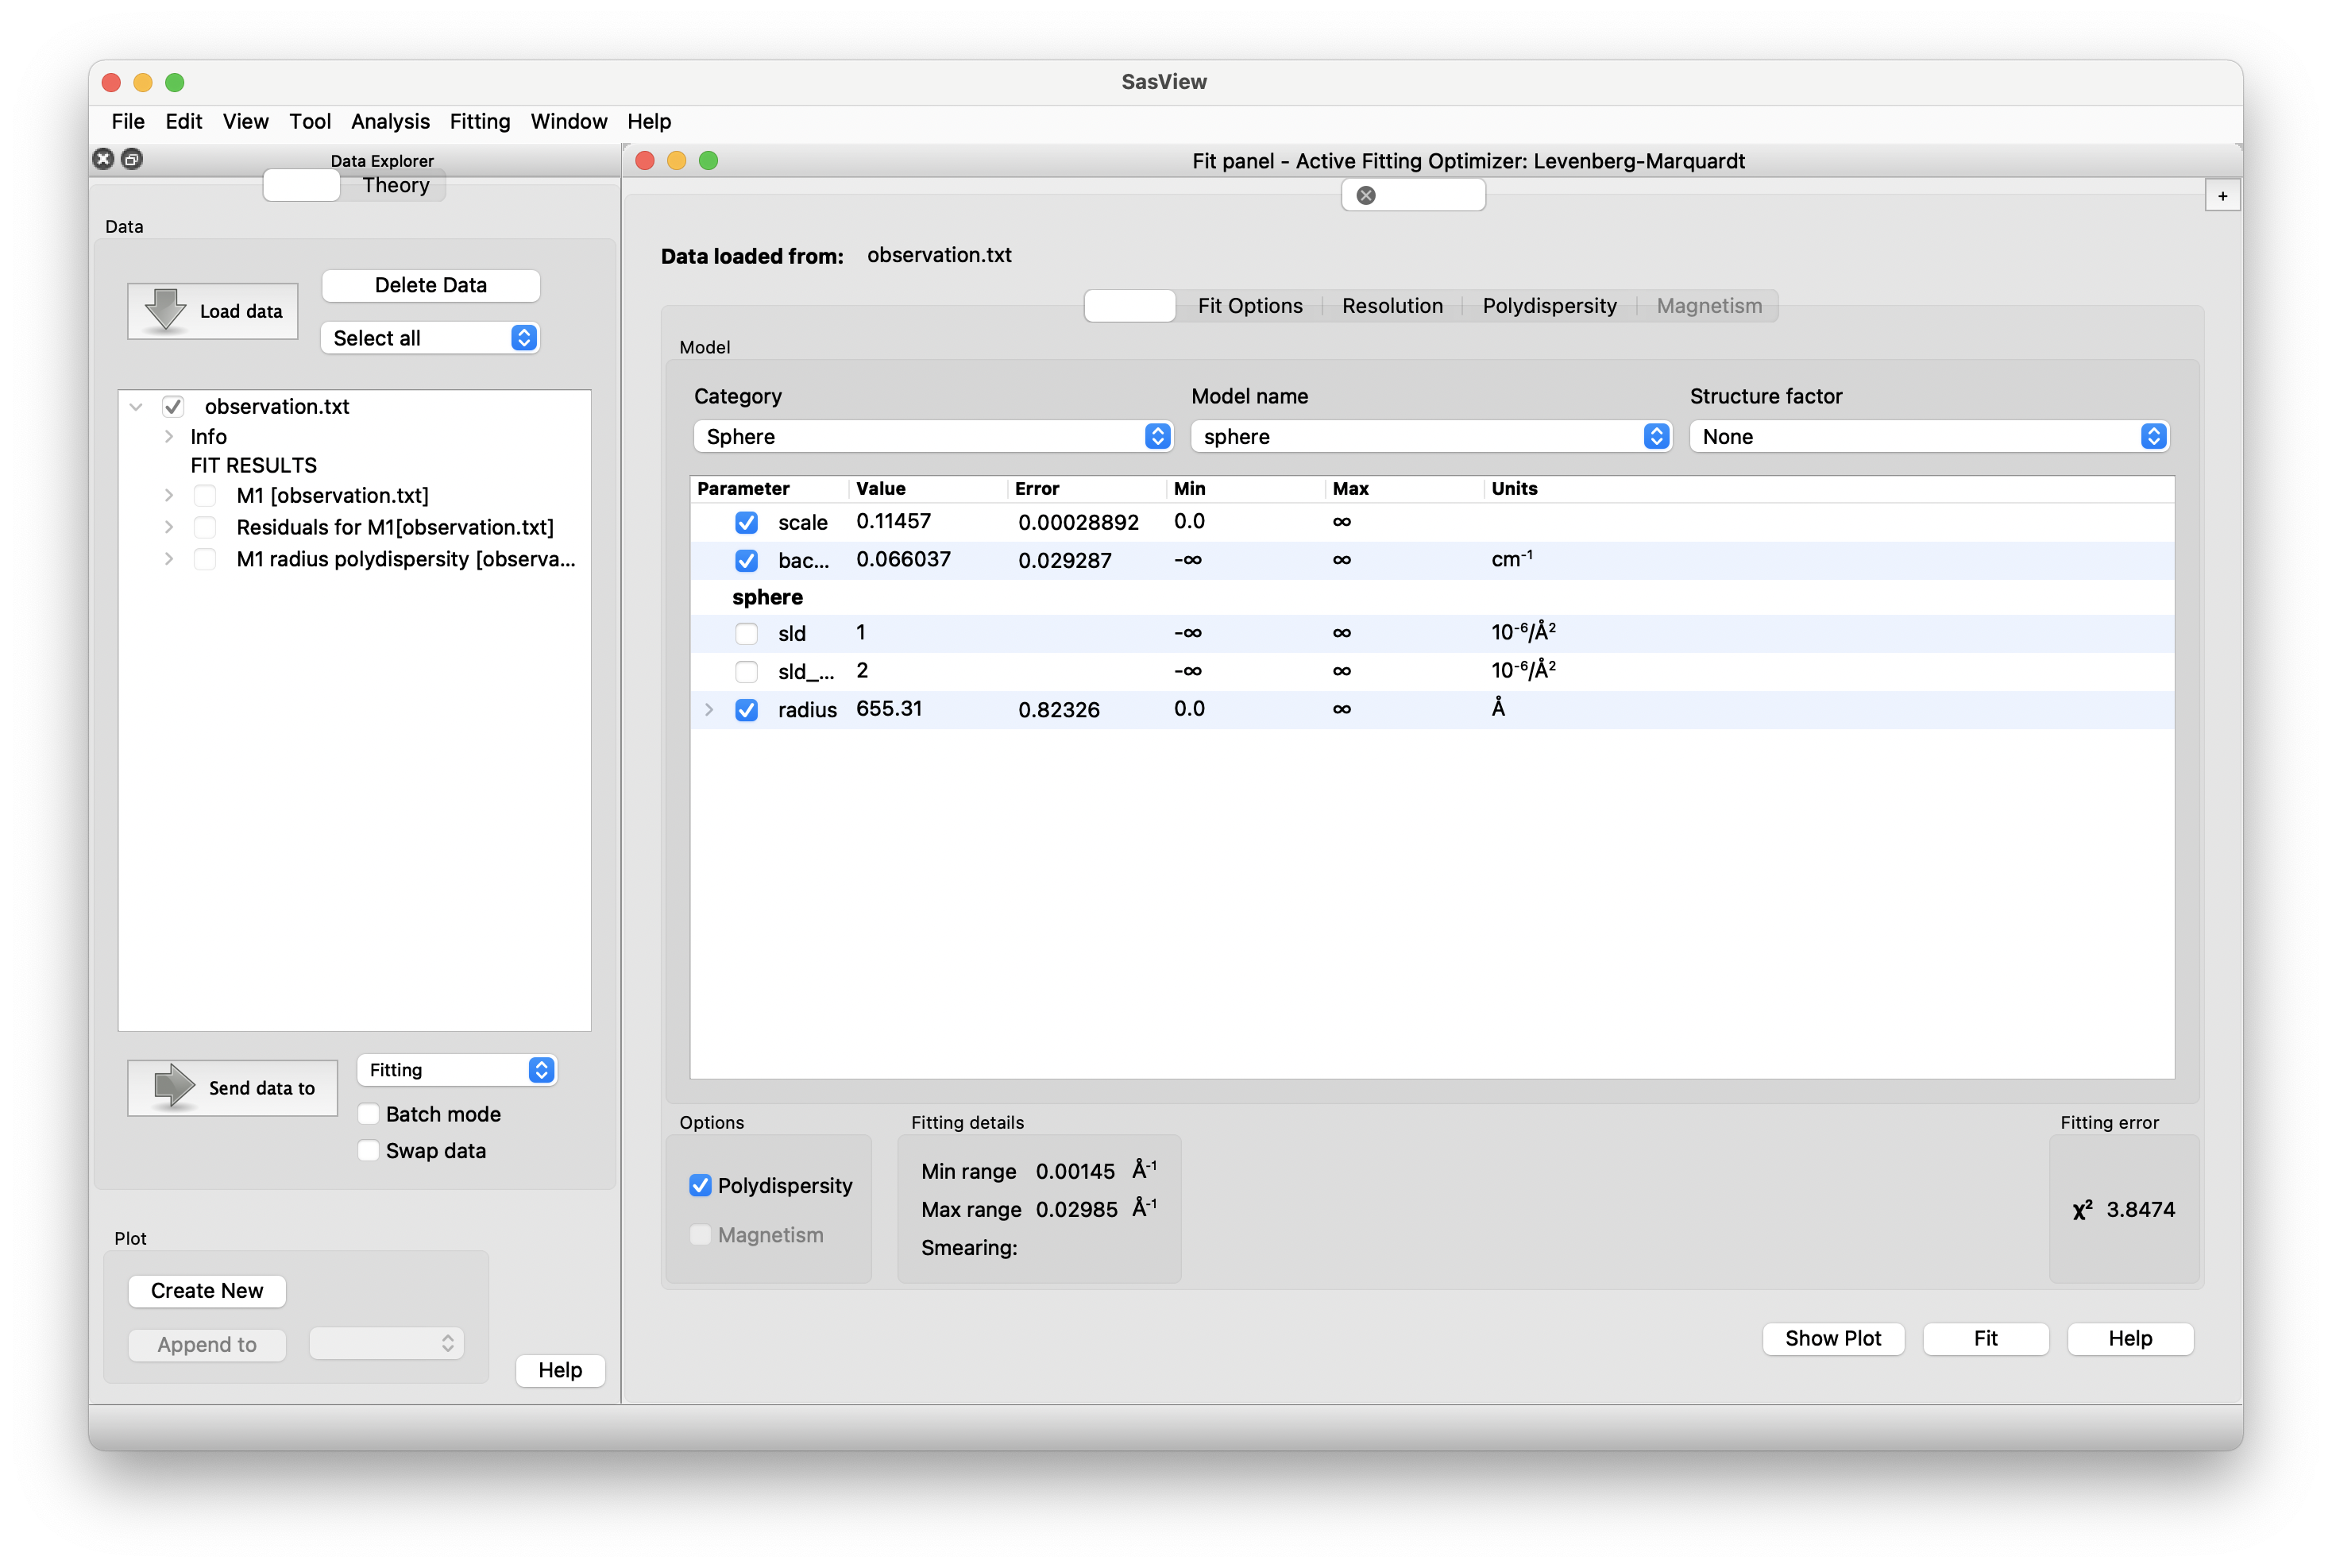 SasView
File Edit View Tool Analysis Fitting Window Help
Data Explorer
Theory
Data
Load data
Delete Data
Select all
observation.txt
Info
FIT RESULTS
M1 [observation.txt]
Residuals for M1[observation.txt]
M1 radius polydispersity [observa...
Send data to
Fitting
Batch mode
Swap data
Plot
Create New
Append to
Help
Fit panel - Active Fitting Optimizer: Levenberg-Marquardt
+
Data loaded from: observation.txt
Fit Options Resolution Polydispersity Magnetism
Model
Category Model name Structure factor
Sphere sphere None
Parameter Value Error Min Max Units
scale 0.11457 0.00028892 0.0 ∞
bac... 0.066037 0.029287 -∞ ∞ cm⁻¹
sphere
sld 1 -∞ ∞ 10⁻⁶/Å²
sld_... 2 -∞ ∞ 10⁻⁶/Å²
radius 655.31 0.82326 0.0 ∞ Å
Options
Polydispersity
Magnetism
Fitting details
Min range 0.00145 Å⁻¹
Max range 0.02985 Å⁻¹
Smearing:
Fitting error
χ² 3.8474
Show Plot Fit Help